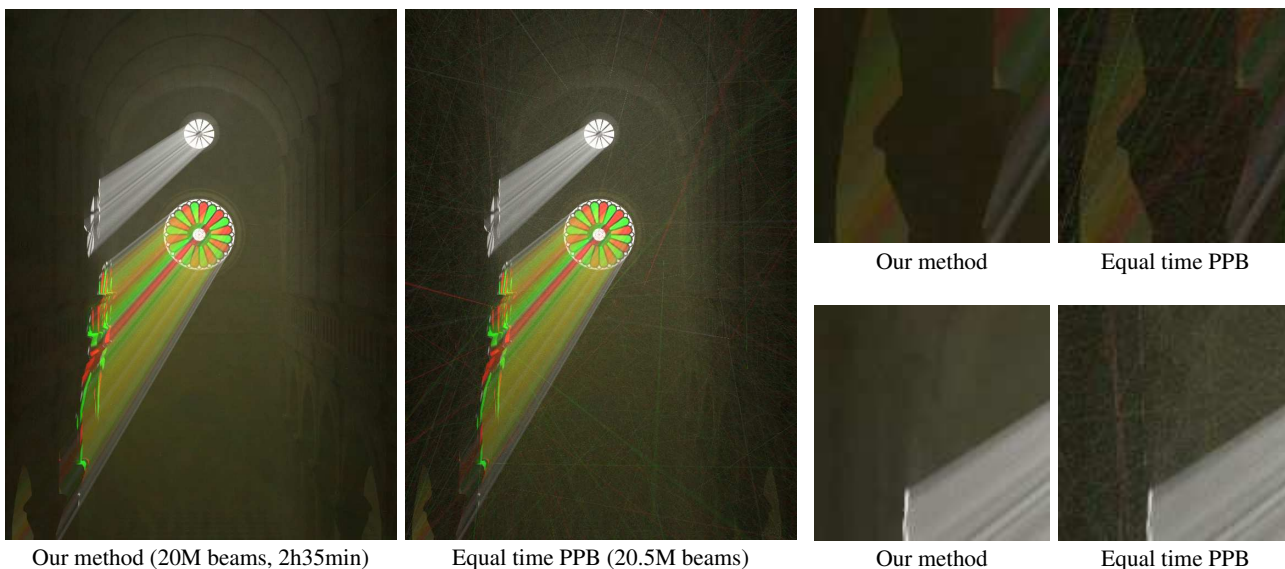 Our method
Equal time PPB
Our method (20M beams, 2h35min)
Equal time PPB (20.5M beams)
Our method
Equal time PPB